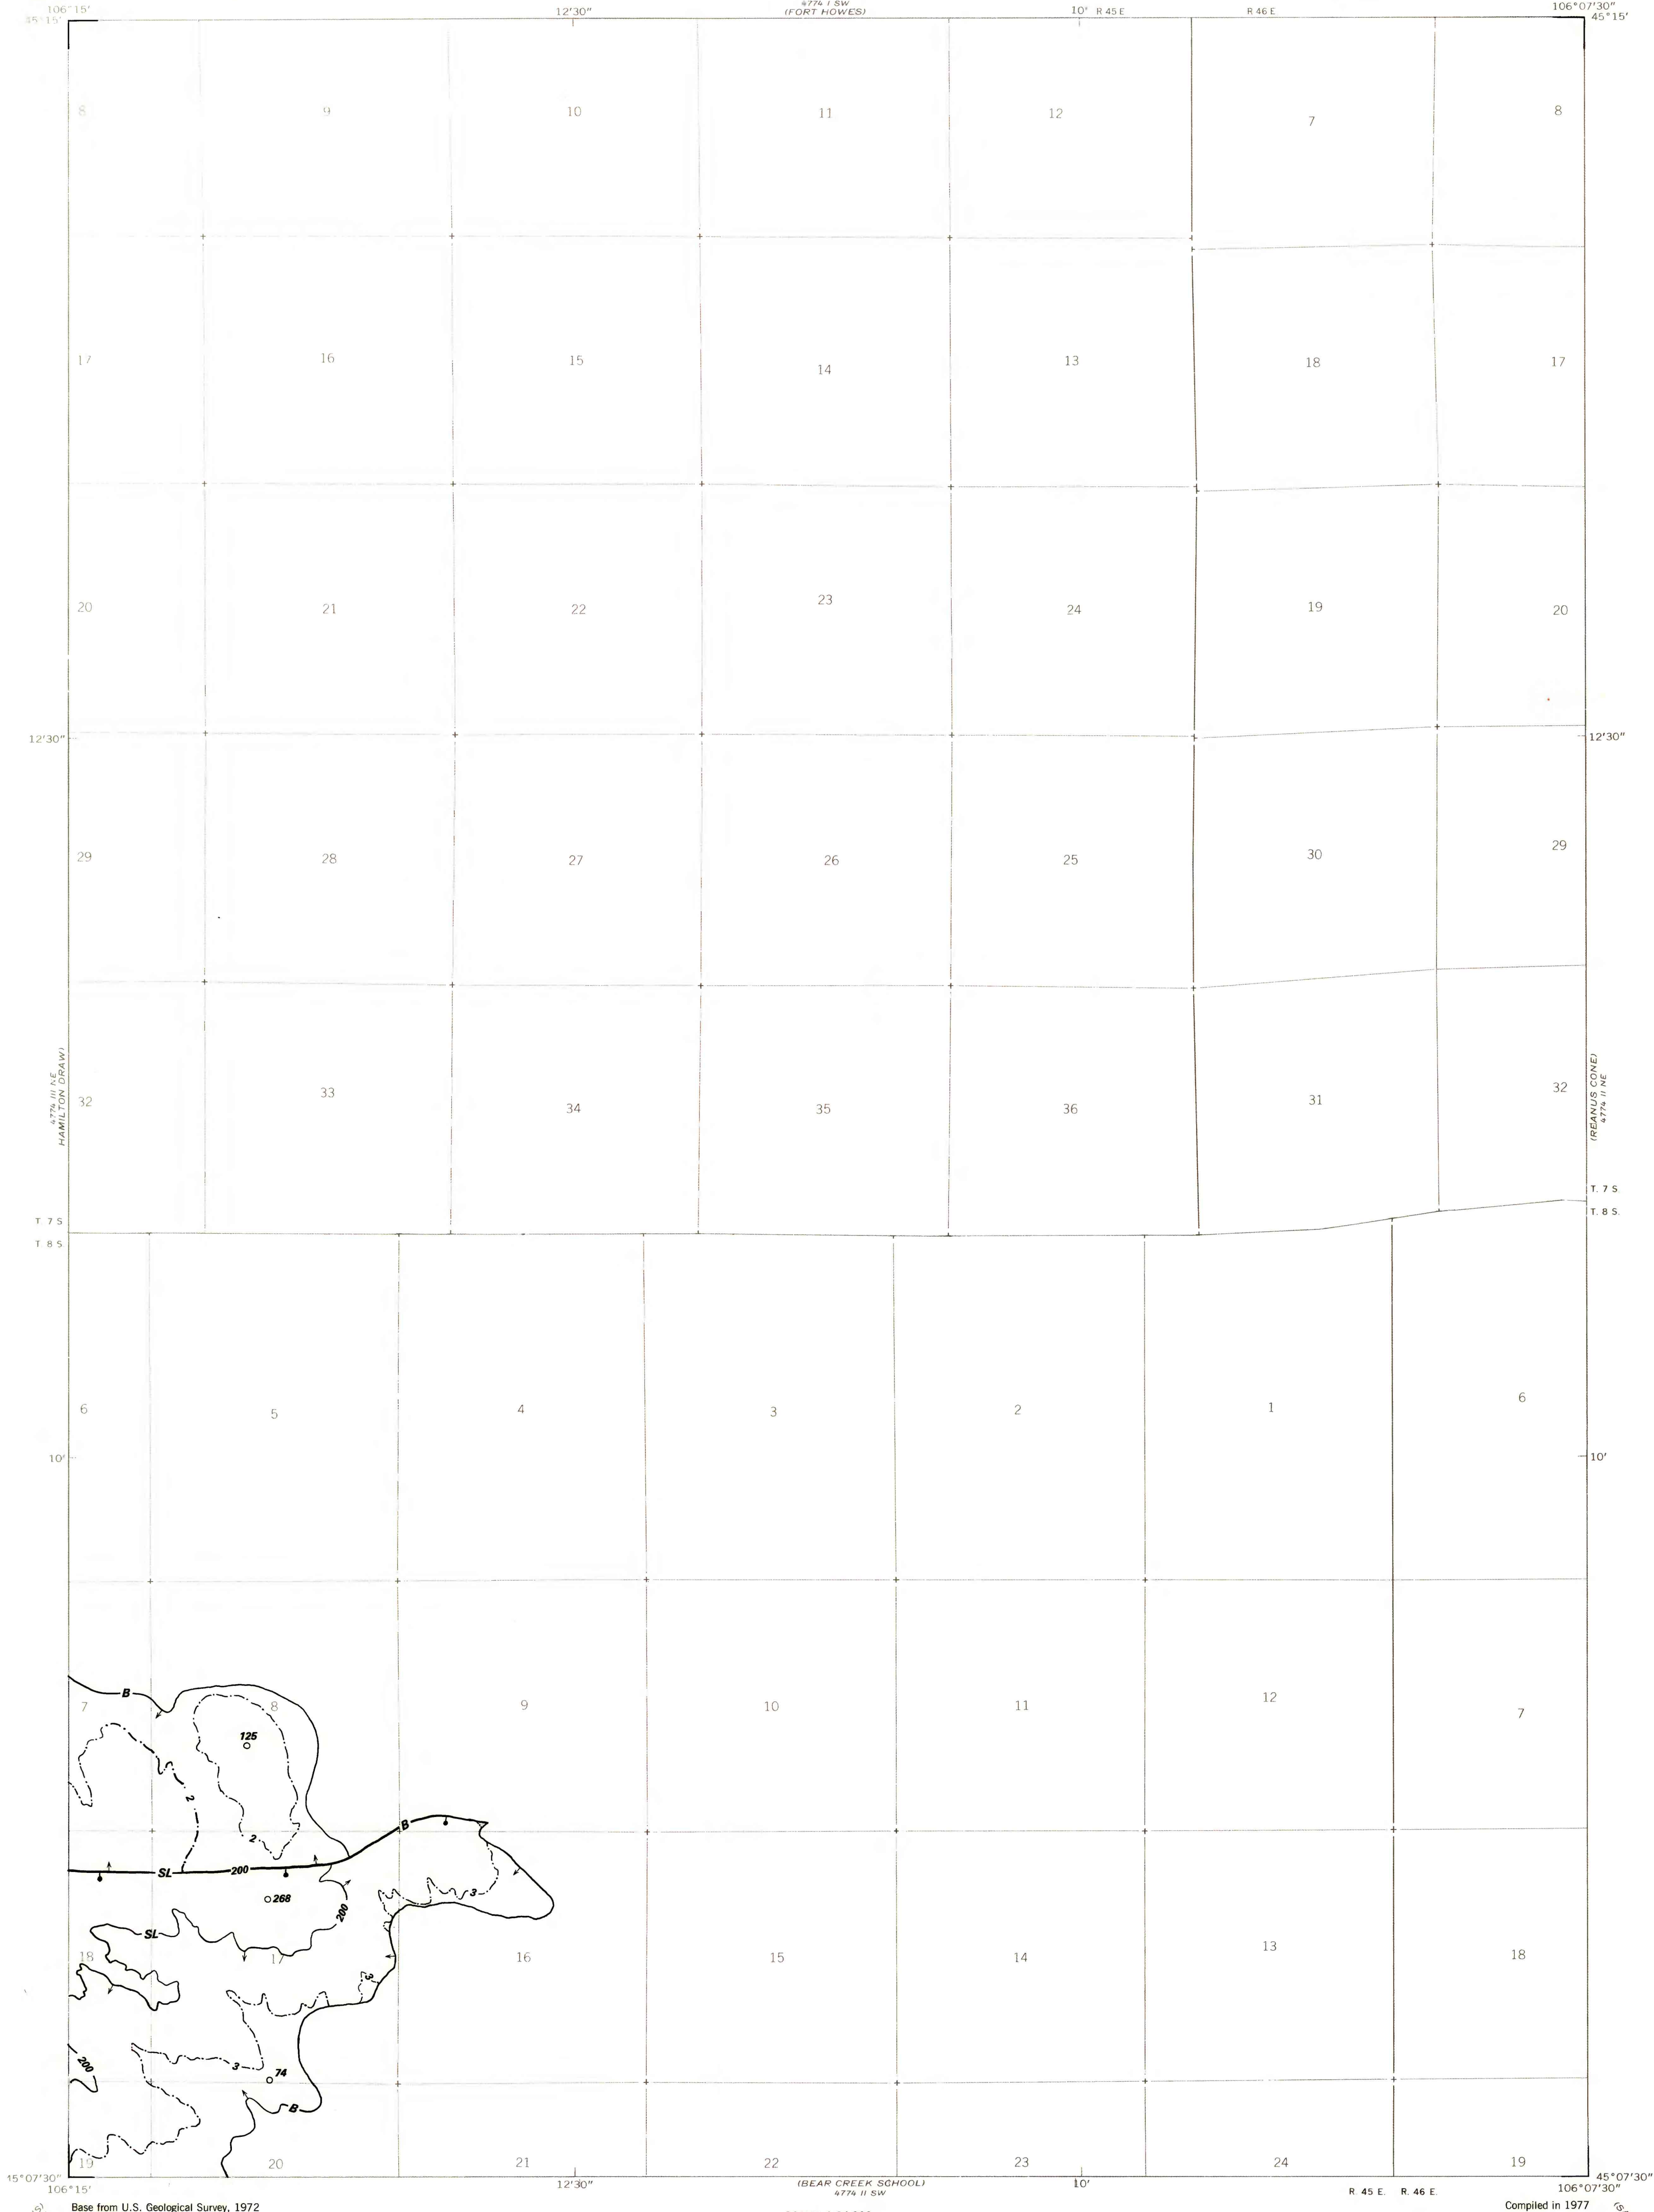 4774 I SW
106°15' 12'30" (FORT HOWES) 10' R 45 E R 46 E 106°07'30"
45°15' 45°15'
8 9 10 11 12 7 8
17 16 15 14 13 18 17
20 21 22 23 24 19 20
12'30" 12'30"
29 28 27 26 25 30 29
4774 III NE
HAMILTON DRAW)
(REANUS CONE)
4774 II NE
32 33 34 35 36 31 32
T. 7 S.
T. 8 S.
T 7 S
T 8 S
6 5 4 3 2 1 6
10' 10'
B
7 8 9 10 11 12 7
125
2
B
2
SL 200
268 3
200
SL
18 17 16 15 14 13 18
3
200 3 74
B
19 20 21 22 23 24 19
15°07'30" 45°07'30"
106°15' 12'30" (BEAR CREEK SCHOOL) 10' R. 45 E. R. 46 E. 106°07'30"
4774 II SW
Base from U.S. Geological Survey, 1972 Compiled in 1977